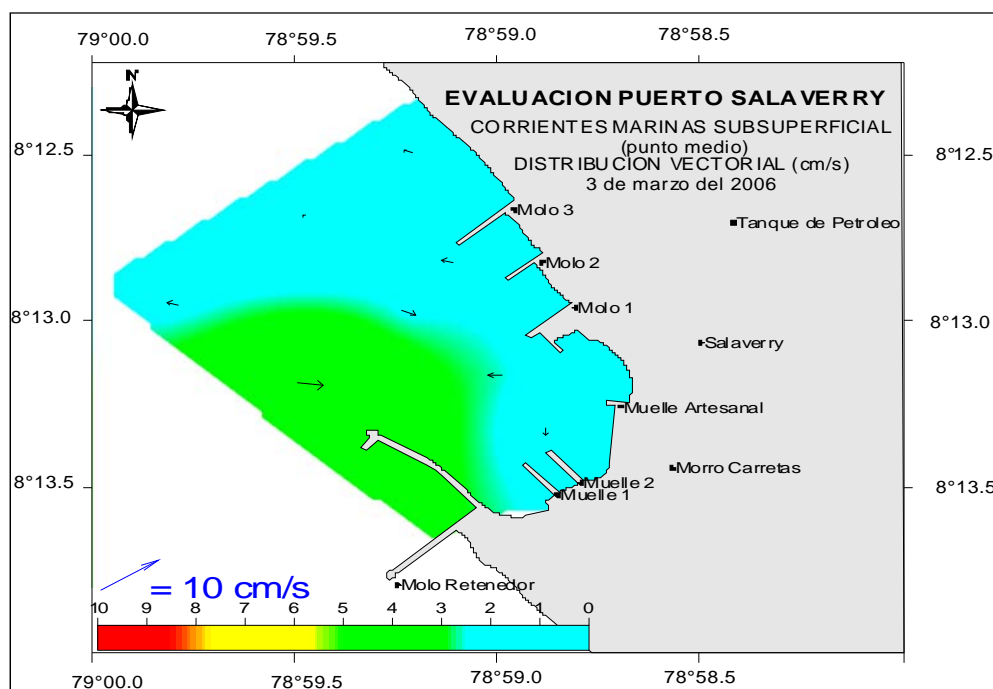 79°00.0 78°59.5 78°59.0 78°58.5
N
EVALUACION PUERTO SALAVERRY
CORRIENTES MARINAS SUBSUPERFICIAL
(punto medio)
DISTRIBUCION VECTORIAL (cm/s)
3 de marzo del 2006
8°12.5 8°12.5
Molo 3
Tanque de Petroleo
Molo 2
Molo 1
8°13.0 8°13.0
Salaverry
Muelle Artesanal
Morro Carretas
8°13.5 8°13.5
Muelle 2
Muelle 1
Molo Retenedor
= 10 cm/s
10 9 8 7 6 5 4 3 2 1 0
79°00.0 78°59.5 78°59.0 78°58.5